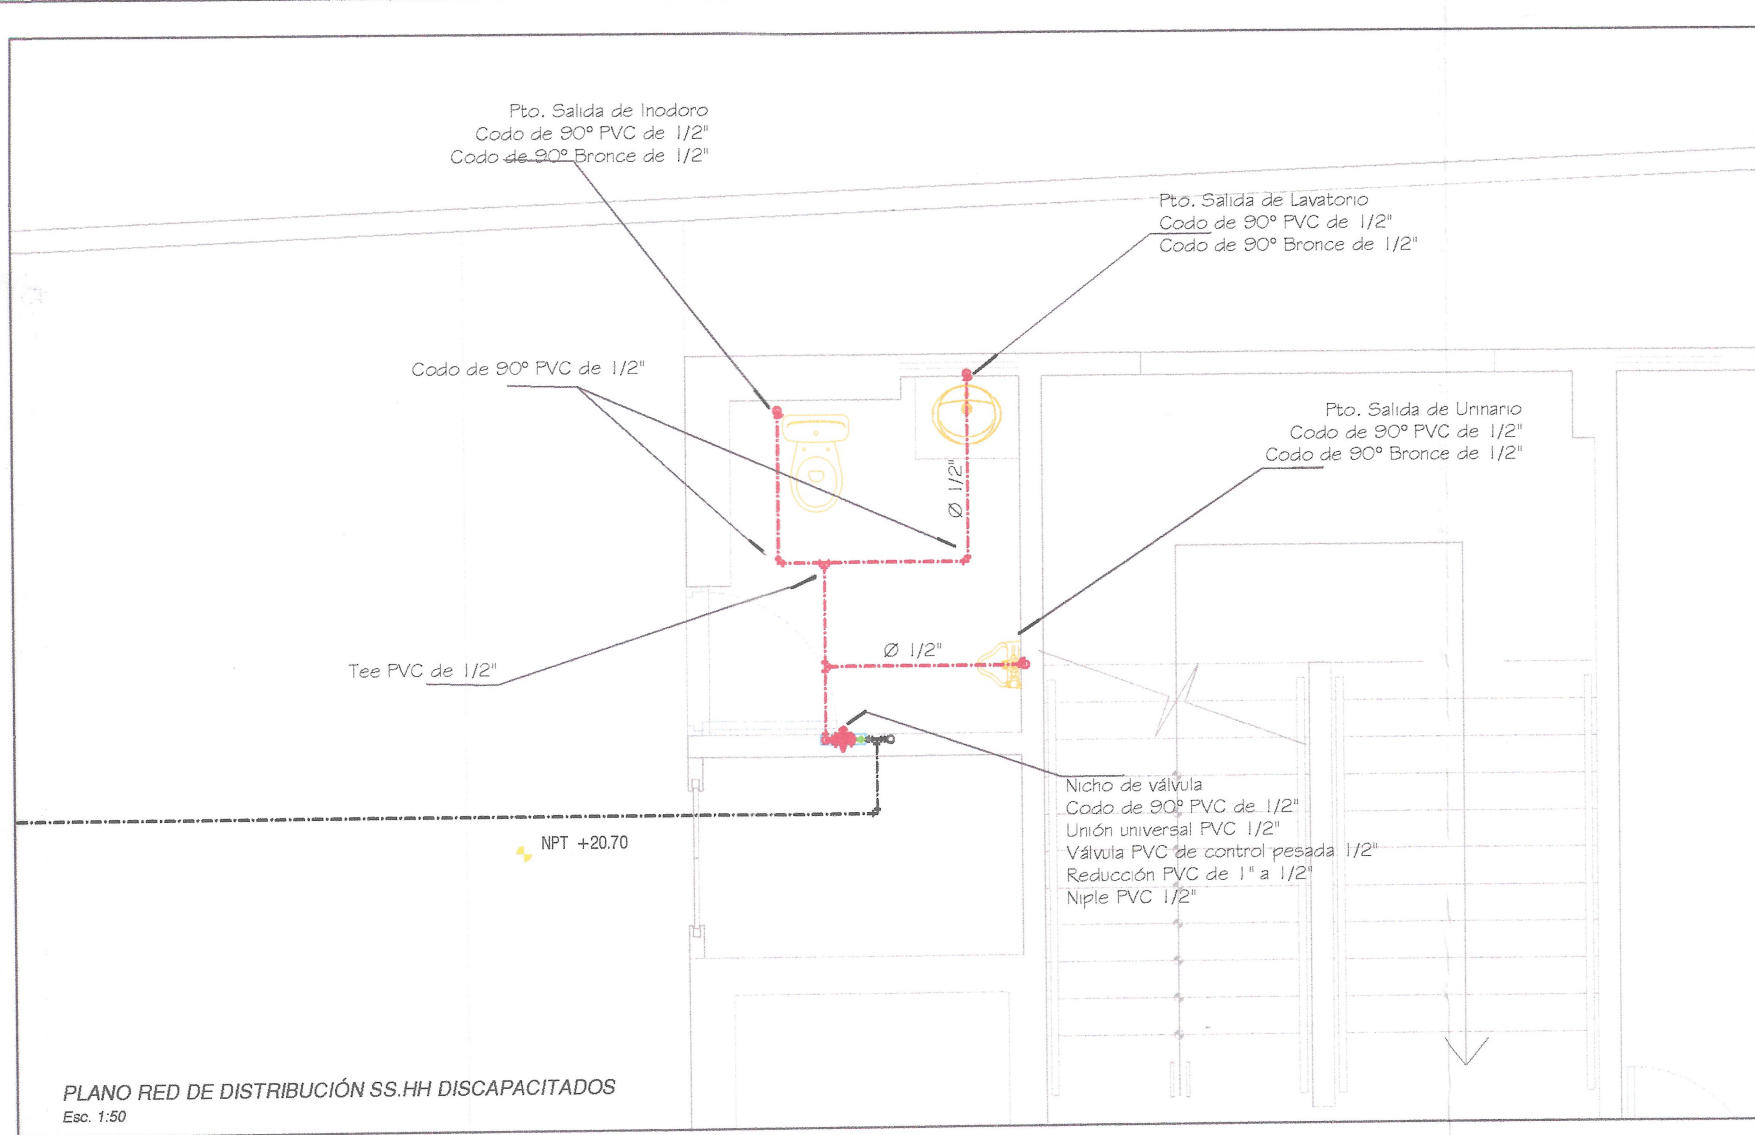 Pto. Salida de Inodoro
Codo de 90° PVC de 1/2"
Codo de 90° Bronce de 1/2"
Pto. Salida de Lavatorio
Codo de 90° PVC de 1/2"
Codo de 90° Bronce de 1/2"
Codo de 90° PVC de 1/2"
Pto. Salida de Urinario
Codo de 90° PVC de 1/2"
Codo de 90° Bronce de 1/2"
Ø 1/2"
Ø 1/2"
Tee PVC de 1/2"
Nicho de válvula
Codo de 90° PVC de 1/2"
Unión universal PVC 1/2"
Válvula PVC de control pesada 1/2"
Reducción PVC de 1" a 1/2"
Niple PVC 1/2"
NPT +20.70
PLANO RED DE DISTRIBUCIÓN SS.HH DISCAPACITADOS
Esc. 1:50